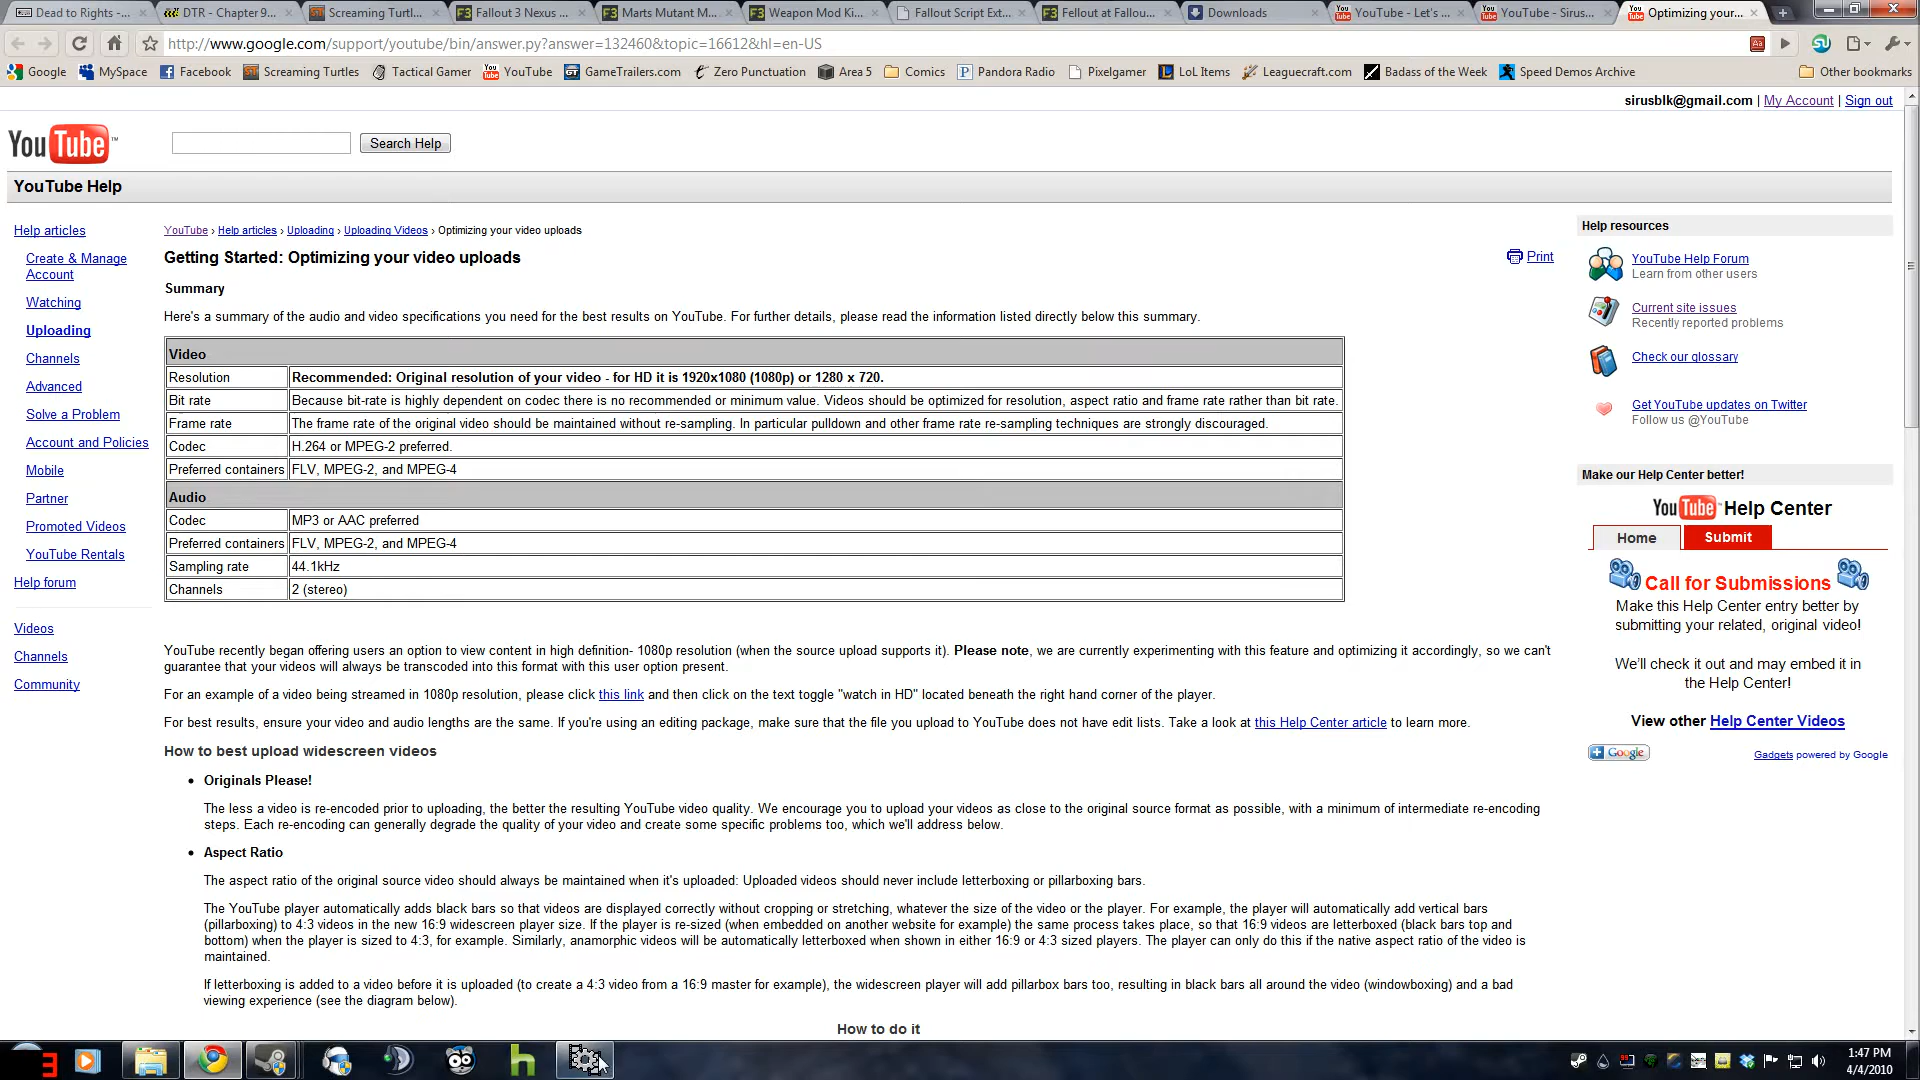 Dead to Rights -...
DTR - Chapter 9...
Screaming Turtl...
Fallout 3 Nexus ...
Marts Mutant M...
Weapon Mod Ki...
Fallout Script Ext...
Fellout at Fallou...
Downloads
YouTube - Let's ...
YouTube - Sirus...
Optimizing your...
http://www.google.com/support/youtube/bin/answer.py?answer=132460&topic=16612&hl=en-US
Google MySpace Facebook Screaming Turtles Tactical Gamer YouTube GameTrailers.com Zero Punctuation Area 5 Comics Pandora Radio Pixelgamer LoL Items Leaguecraft.com Badass of the Week Speed Demos Archive Other bookmarks
sirusblk@gmail.com | My Account | Sign out
YouTube™
Search Help
YouTube Help
Help articles
Create & Manage
Account
Watching
Uploading
Channels
Advanced
Solve a Problem
Account and Policies
Mobile
Partner
Promoted Videos
YouTube Rentals
Help forum
Videos
Channels
Community
YouTube › Help articles › Uploading › Uploading Videos › Optimizing your video uploads
Getting Started: Optimizing your video uploads
Print
Summary
Here's a summary of the audio and video specifications you need for the best results on YouTube. For further details, please read the information listed directly below this summary.
Video
Resolution Recommended: Original resolution of your video - for HD it is 1920x1080 (1080p) or 1280 x 720.
Bit rate Because bit-rate is highly dependent on codec there is no recommended or minimum value. Videos should be optimized for resolution, aspect ratio and frame rate rather than bit rate.
Frame rate The frame rate of the original video should be maintained without re-sampling. In particular pulldown and other frame rate re-sampling techniques are strongly discouraged.
Codec H.264 or MPEG-2 preferred.
Preferred containers FLV, MPEG-2, and MPEG-4
Audio
Codec MP3 or AAC preferred
Preferred containers FLV, MPEG-2, and MPEG-4
Sampling rate 44.1kHz
Channels 2 (stereo)
YouTube recently began offering users an option to view content in high definition- 1080p resolution (when the source upload supports it). Please note, we are currently experimenting with this feature and optimizing it accordingly, so we can't
guarantee that your videos will always be transcoded into this format with this user option present.
For an example of a video being streamed in 1080p resolution, please click this link and then click on the text toggle "watch in HD" located beneath the right hand corner of the player.
For best results, ensure your video and audio lengths are the same. If you're using an editing package, make sure that the file you upload to YouTube does not have edit lists. Take a look at this Help Center article to learn more.
How to best upload widescreen videos
• Originals Please!
The less a video is re-encoded prior to uploading, the better the resulting YouTube video quality. We encourage you to upload your videos as close to the original source format as possible, with a minimum of intermediate re-encoding
steps. Each re-encoding can generally degrade the quality of your video and create some specific problems too, which we'll address below.
• Aspect Ratio
The aspect ratio of the original source video should always be maintained when it's uploaded: Uploaded videos should never include letterboxing or pillarboxing bars.
The YouTube player automatically adds black bars so that videos are displayed correctly without cropping or stretching, whatever the size of the video or the player. For example, the player will automatically add vertical bars
(pillarboxing) to 4:3 videos in the new 16:9 widescreen player size. If the player is re-sized (when embedded on another website for example) the same process takes place, so that 16:9 videos are letterboxed (black bars top and
bottom) when the player is sized to 4:3, for example. Similarly, anamorphic videos will be automatically letterboxed when shown in either 16:9 or 4:3 sized players. The player can only do this if the native aspect ratio of the video is
maintained.
If letterboxing is added to a video before it is uploaded (to create a 4:3 video from a 16:9 master for example), the widescreen player will add pillarbox bars too, resulting in black bars all around the video (windowboxing) and a bad
viewing experience (see the diagram below).
How to do it
Help resources
YouTube Help Forum
Learn from other users
Current site issues
Recently reported problems
Check our glossary
Get YouTube updates on Twitter
Follow us @YouTube
Make our Help Center better!
YouTube Help Center
Home Submit
Call for Submissions
Make this Help Center entry better by
submitting your related, original video!
We'll check it out and may embed it in
the Help Center!
View other Help Center Videos
Google
Gadgets powered by Google
1:47 PM
4/4/2010